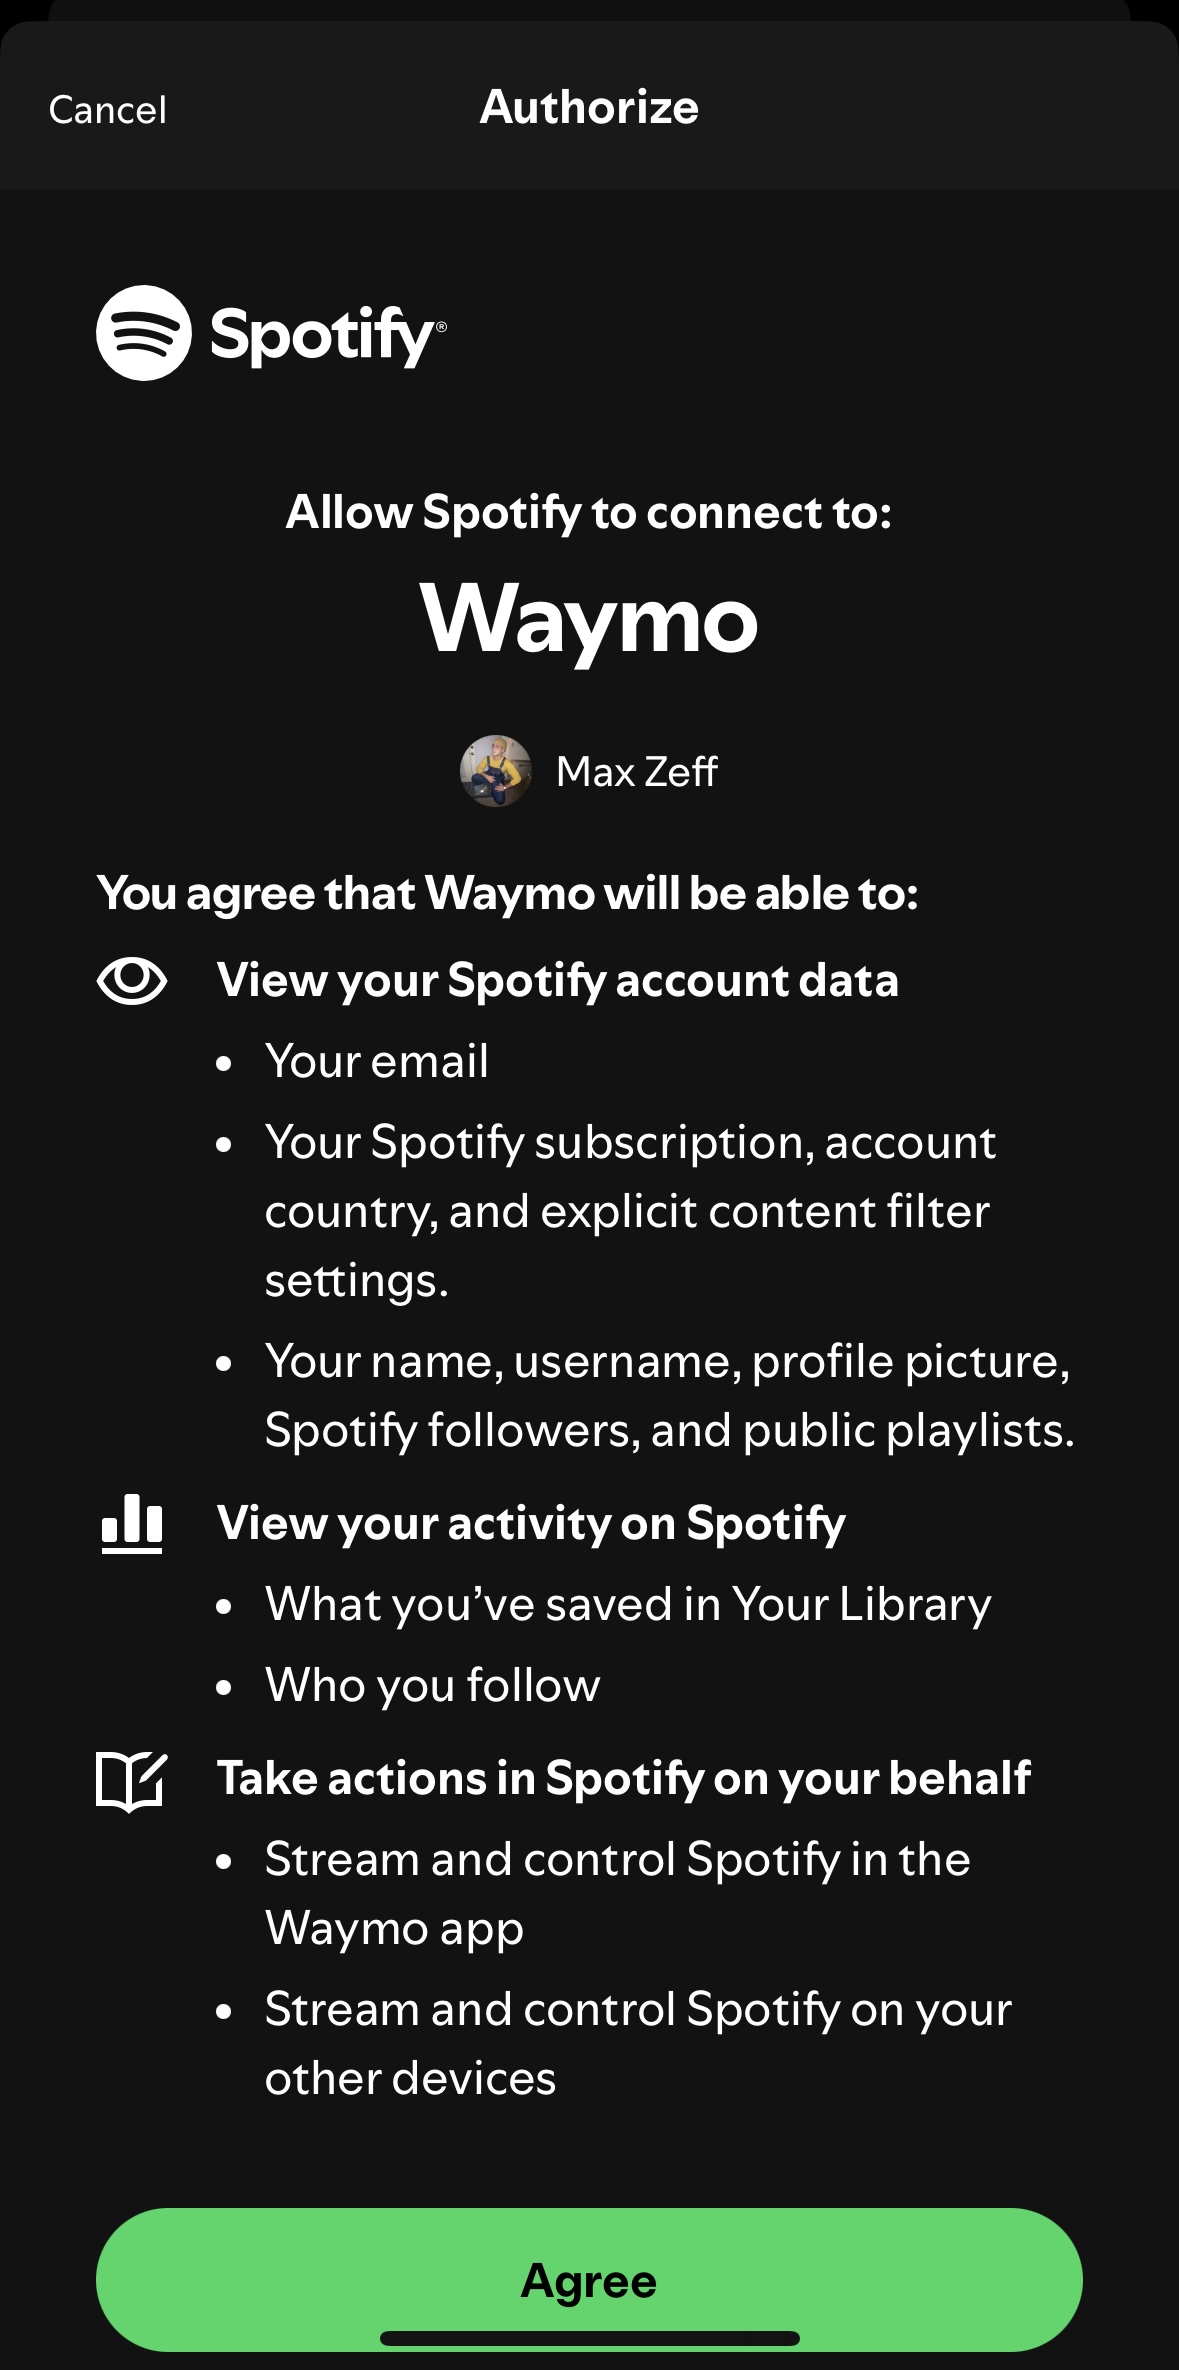 Cancel
Authorize
Spotify®
Allow Spotify to connect to:
Waymo
Max Zeff
You agree that Waymo will be able to:
View your Spotify account data
• Your email
• Your Spotify subscription, account
country, and explicit content filter
settings.
• Your name, username, profile picture,
Spotify followers, and public playlists.
View your activity on Spotify
• What you’ve saved in Your Library
• Who you follow
Take actions in Spotify on your behalf
• Stream and control Spotify in the
Waymo app
• Stream and control Spotify on your
other devices
Agree